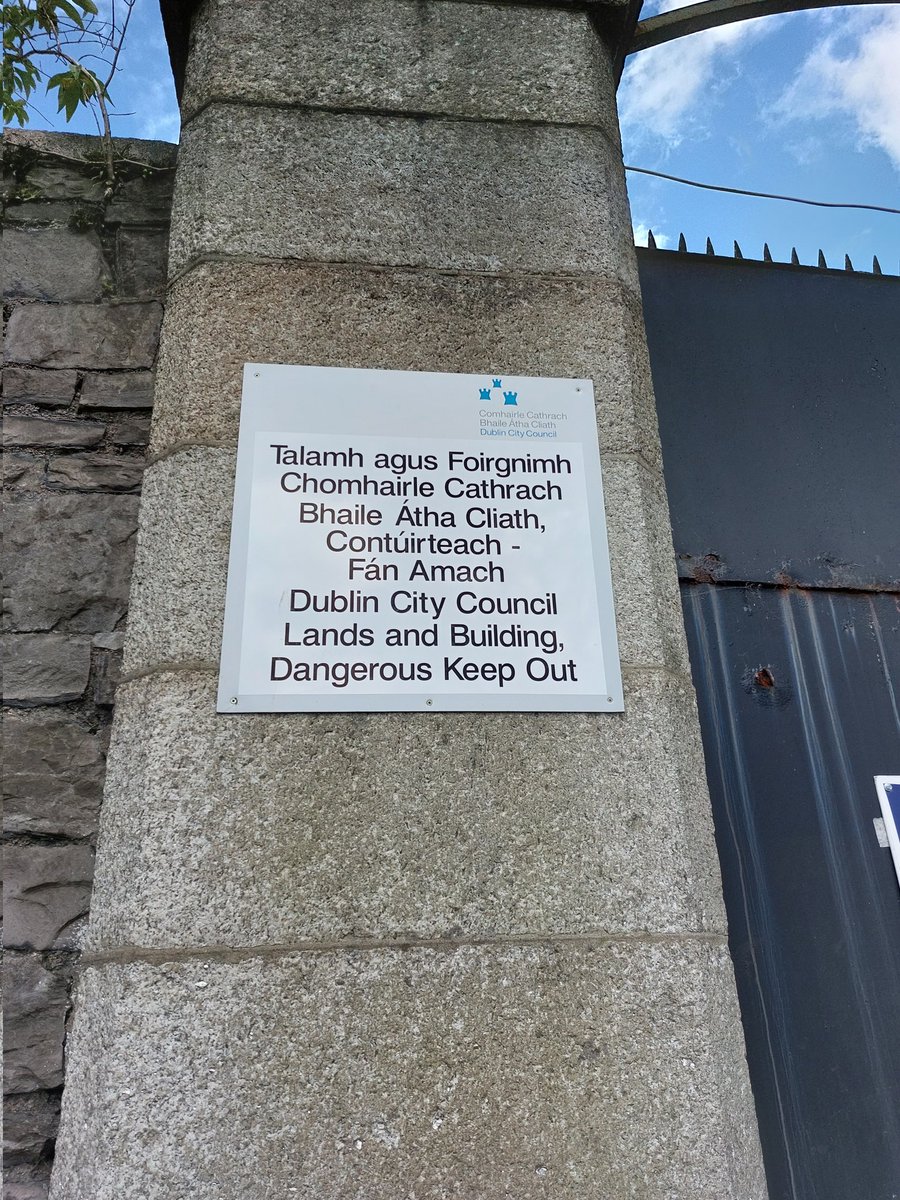 Comhairle Cathrach
Bhaile Átha Cliath
Dublin City Council
Talamh agus Foirgnimh
Chomhairle Cathrach
Bhaile Átha Cliath,
Contúirteach -
Fán Amach
Dublin City Council
Lands and Building,
Dangerous Keep Out